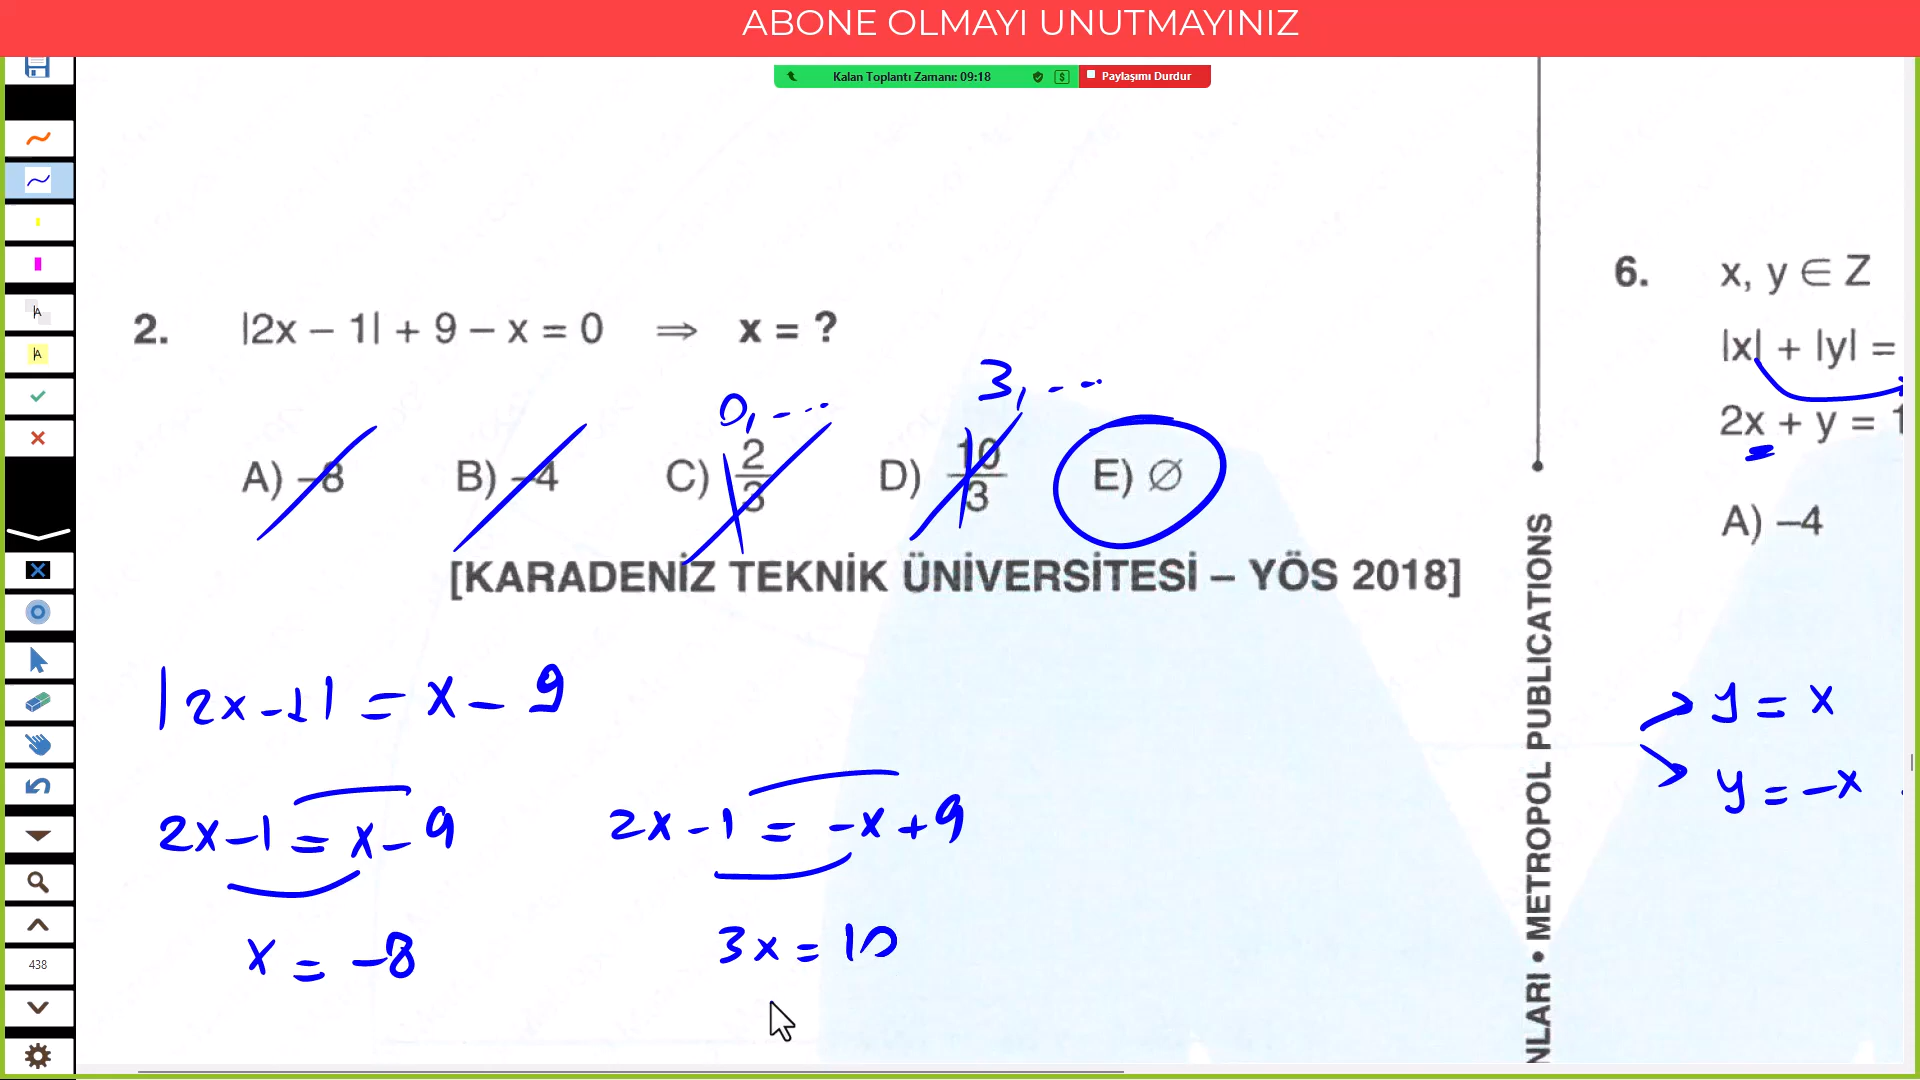 ABONE OLMAYI UNUTMAYINIZ
Kalan Toplantı Zamanı: 09:18
Paylaşımı Durdur
2. |2x – 1| + 9 – x = 0 ⇒ x = ?
0, --- 3, ---
A) –8 B) –4 C) 2/3 D) 10/3 E) ∅
[KARADENİZ TEKNİK ÜNİVERSİTESİ – YÖS 2018]
|2x-1| = x - 9
2x-1 = x-9 2x-1 = -x+9
x = -8 3x = 10
438
NLARI • METROPOL PUBLICATIONS
6. x, y ∈ Z
|x| + |y| =
2x + y = 1
A) –4
y = x
y = -x